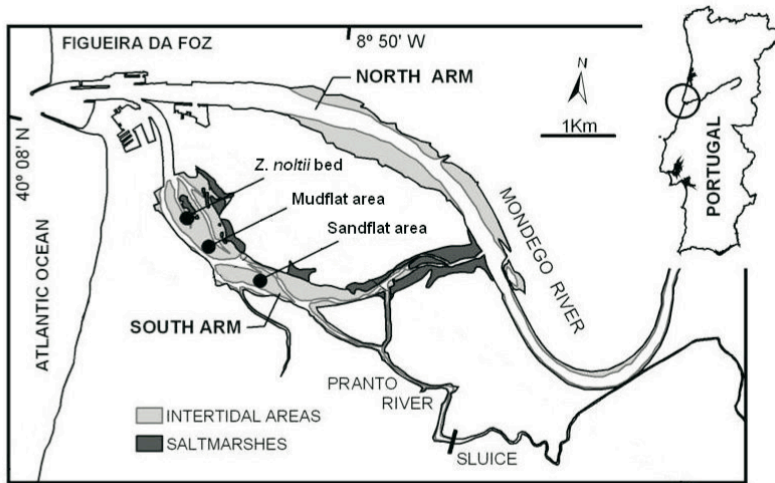 FIGUEIRA DA FOZ
8º 50' W
NORTH ARM
N
1Km
40º 08' N
Z. noltii bed
Mudflat area
Sandflat area
MONDEGO RIVER
PORTUGAL
ATLANTIC OCEAN
SOUTH ARM
PRANTO
RIVER
INTERTIDAL AREAS
SALTMARSHES
SLUICE